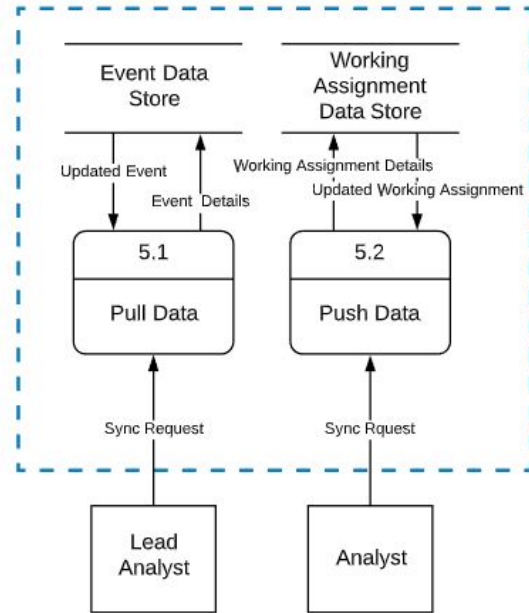 Event Data
Store
Working
Assignment
Data Store
Updated Event
Event Details
Working Assignment Details
Updated Working Assignment
5.1
Pull Data
5.2
Push Data
Sync Request
Sync Rquest
Lead
Analyst
Analyst